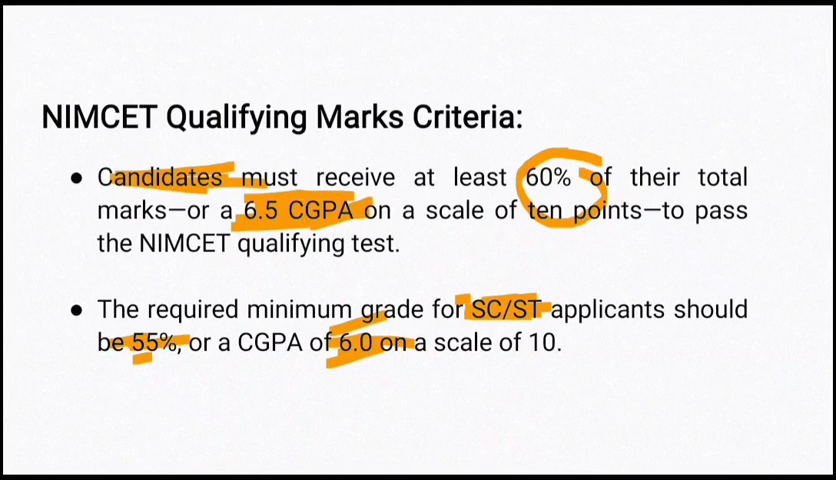 NIMCET Qualifying Marks Criteria:
● Candidates must receive at least 60% of their total
marks—or a 6.5 CGPA on a scale of ten points—to pass
the NIMCET qualifying test.
● The required minimum grade for SC/ST applicants should
be 55%, or a CGPA of 6.0 on a scale of 10.